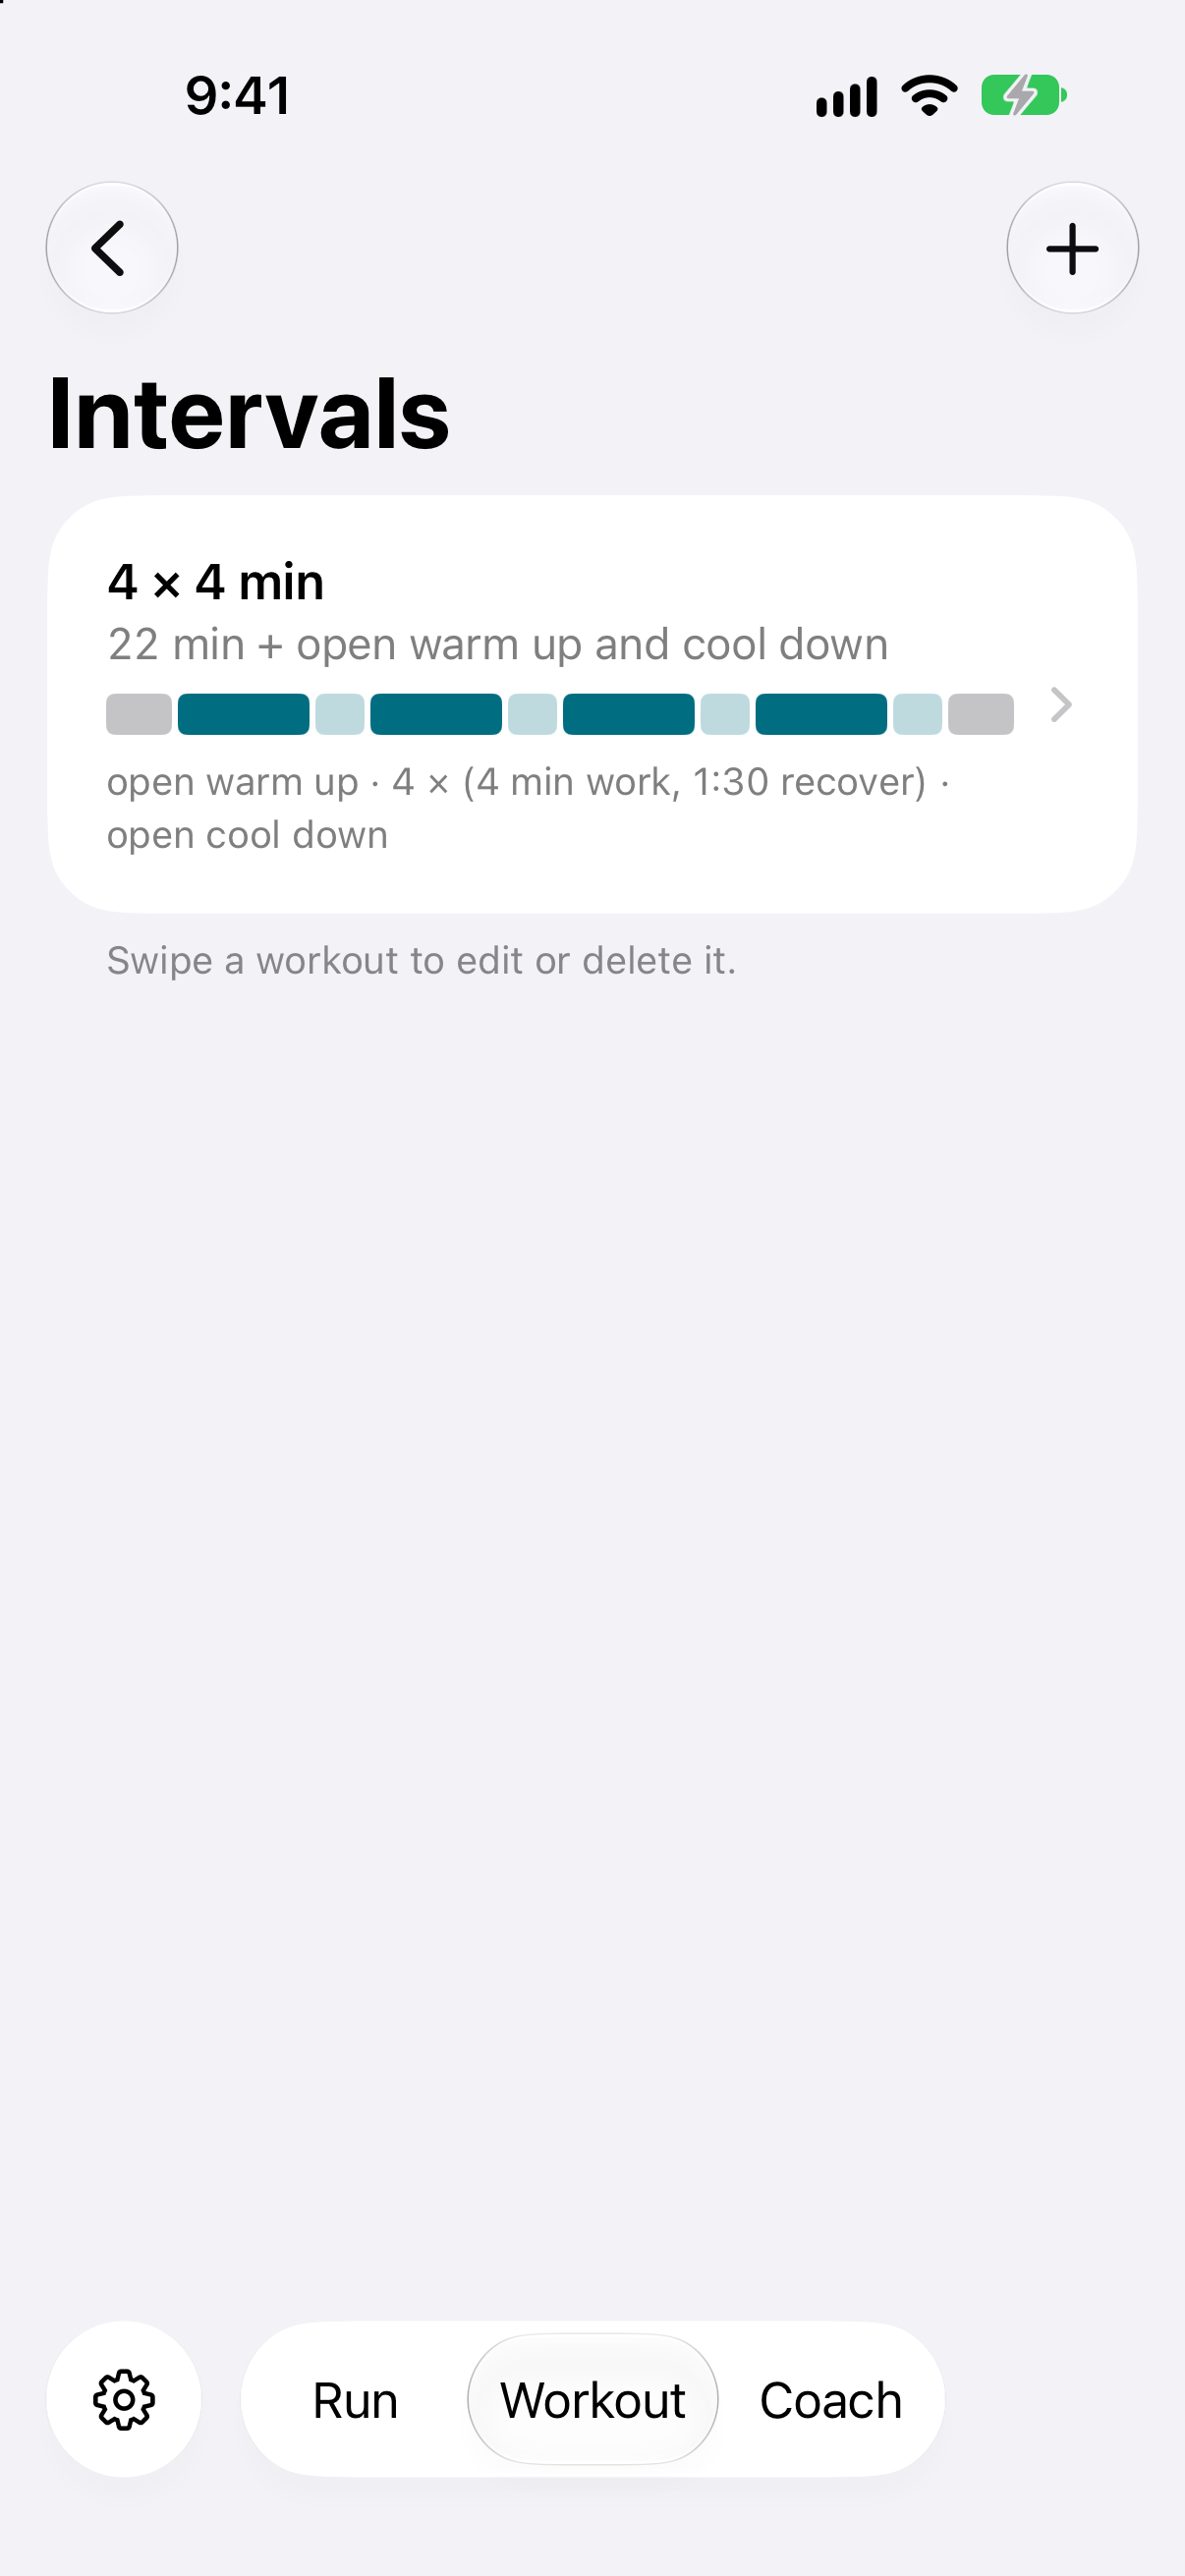 9:41
Intervals
4 × 4 min
22 min + open warm up and cool down
open warm up · 4 × (4 min work, 1:30 recover) ·
open cool down
Swipe a workout to edit or delete it.
Run
Workout
Coach